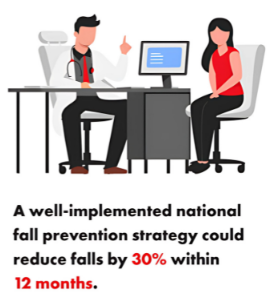 A well-implemented national
fall prevention strategy could
reduce falls by 30% within
12 months.